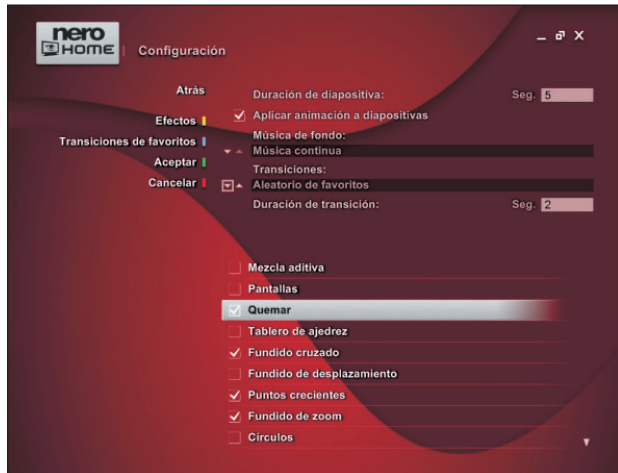 nero
HOME
Configuración
Atrás
Efectos
Transiciones de favoritos
Aceptar
Cancelar
Duración de diapositiva: Seg. 5
Aplicar animación a diapositivas
Música de fondo:
Música continua
Transiciones:
Aleatorio de favoritos
Duración de transición: Seg. 2
Mezcla aditiva
Pantallas
Quemar
Tablero de ajedrez
Fundido cruzado
Fundido de desplazamiento
Puntos crecientes
Fundido de zoom
Círculos